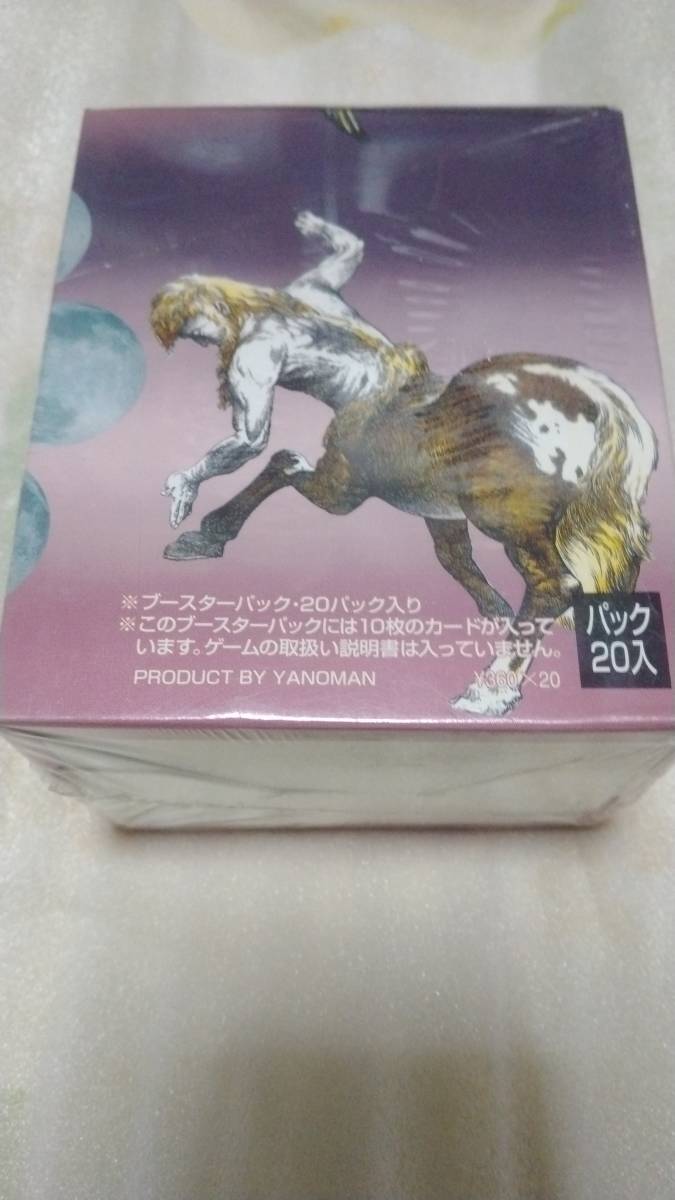 ※ブースターパック・20パック入り
※このブースターパックには10枚のカードが入って
います。ゲームの取扱い説明書は入っていません。
PRODUCT BY YANOMAN ¥360×20
パック
20入